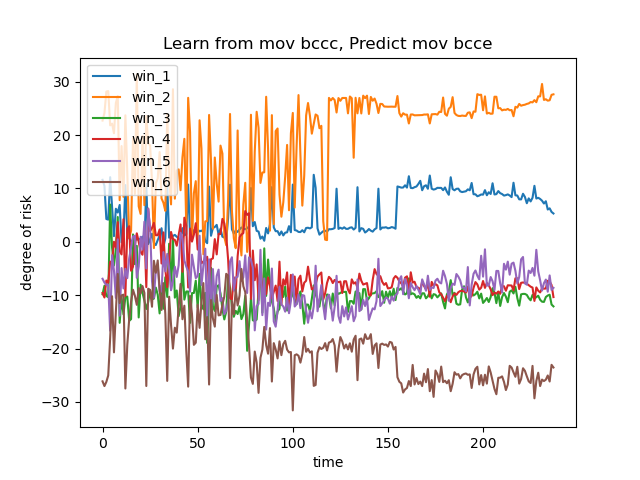 Learn from mov bccc, Predict mov bcce
win_1
win_2
win_3
win_4
win_5
win_6
degree of risk
30
20
10
0
−10
−20
−30
0 50 100 150 200
time